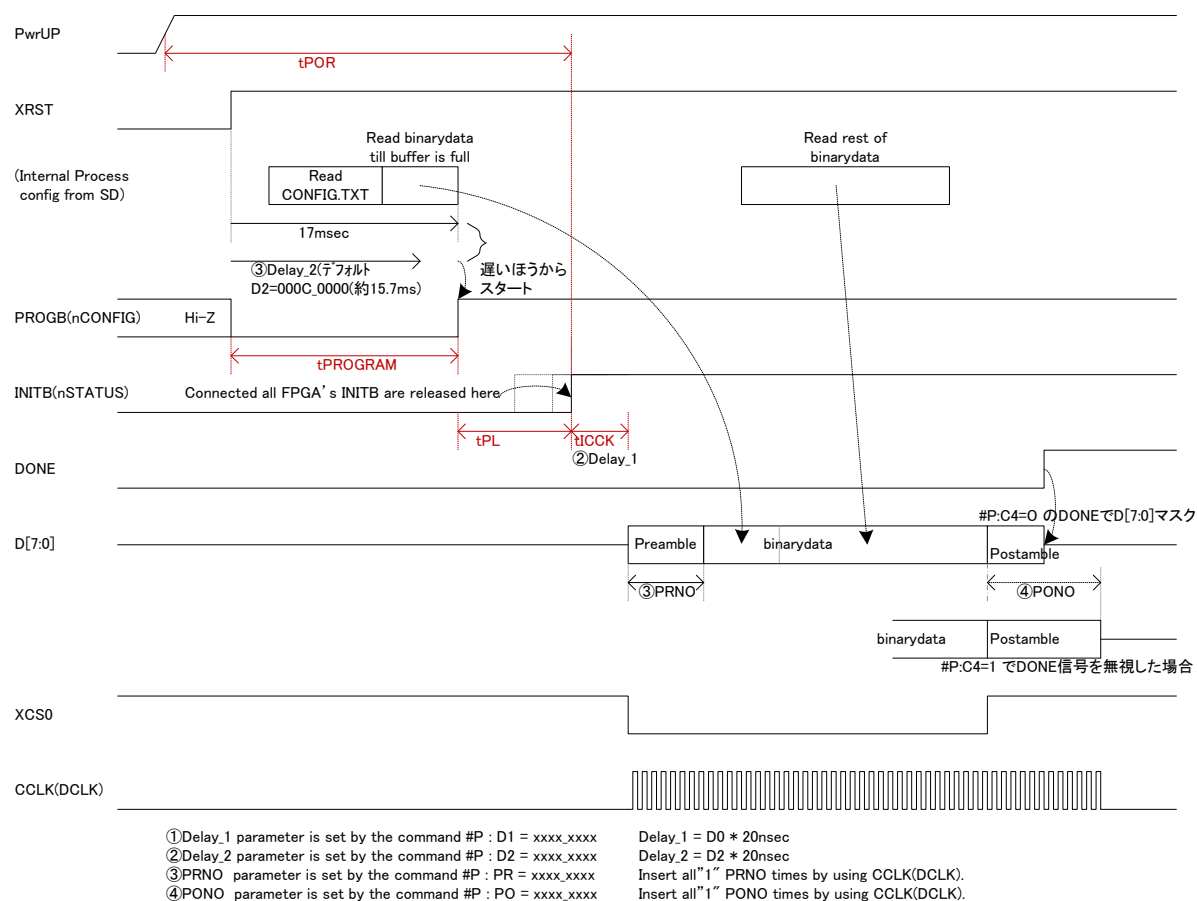 PwrUP
tPOR
XRST
Read binarydata
till buffer is full
Read rest of
binarydata
(Internal Process
config from SD)
Read
CONFIG.TXT
17msec
③Delay_2(デフォルト
D2=000C_0000(約15.7ms)
遅いほうから
スタート
PROGB(nCONFIG)
Hi-Z
tPROGRAM
INITB(nSTATUS)
Connected all FPGA's INITB are released here
tPL
tICCK
②Delay_1
DONE
#P:C4=O のDONEでD[7:0]マスク
D[7:0]
Preamble
binarydata
Postamble
③PRNO
④PONO
binarydata
Postamble
#P:C4=1 でDONE信号を無視した場合
XCS0
CCLK(DCLK)
①Delay_1 parameter is set by the command #P : D1 = xxxx_xxxx Delay_1 = D0 * 20nsec
②Delay_2 parameter is set by the command #P : D2 = xxxx_xxxx Delay_2 = D2 * 20nsec
③PRNO parameter is set by the command #P : PR = xxxx_xxxx Insert all"1" PRNO times by using CCLK(DCLK).
④PONO parameter is set by the command #P : PO = xxxx_xxxx Insert all"1" PONO times by using CCLK(DCLK).